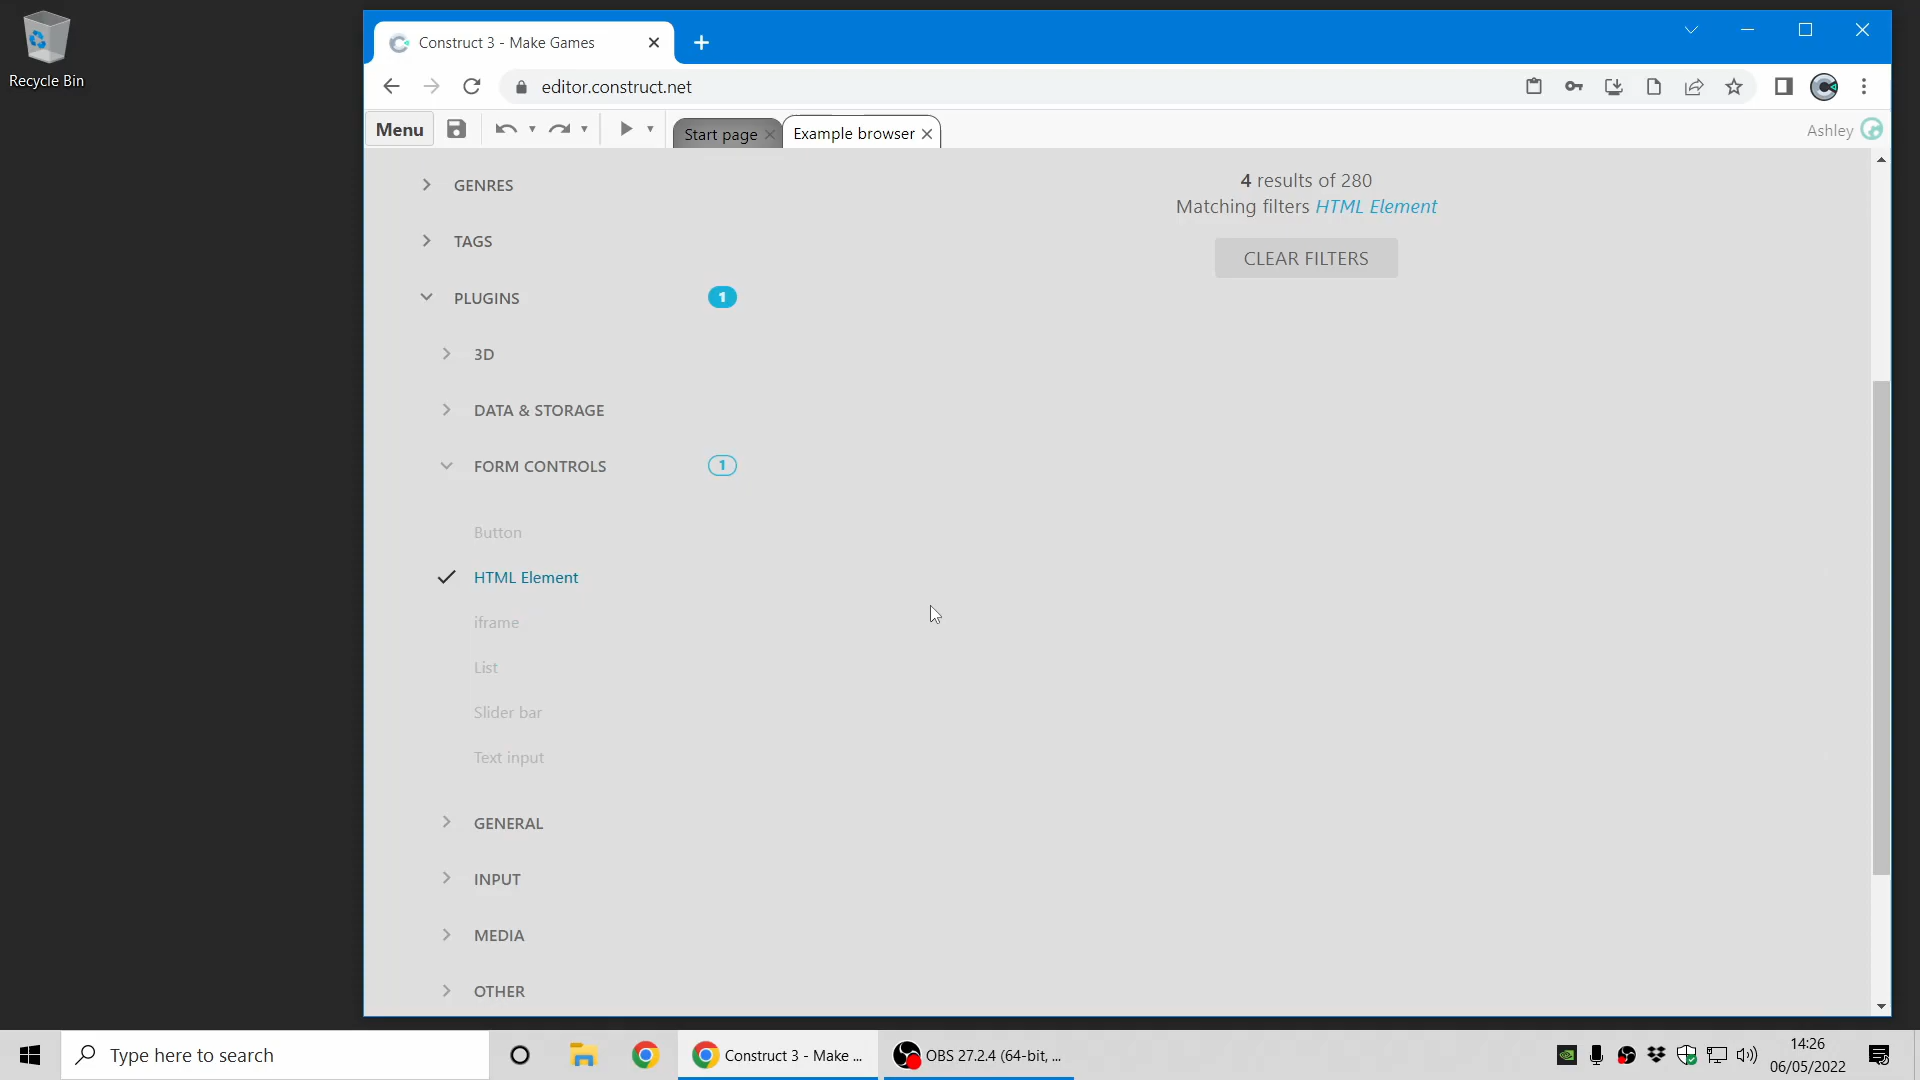 Recycle Bin
Construct 3 - Make Games
editor.construct.net
Menu
Start page
Example browser
Ashley
GENRES
TAGS
PLUGINS 1
3D
DATA & STORAGE
FORM CONTROLS 1
Button
HTML Element
iframe
List
Slider bar
Text input
GENERAL
INPUT
MEDIA
OTHER
4 results of 280
Matching filters HTML Element
CLEAR FILTERS
Type here to search
Construct 3 - Make ...
OBS 27.2.4 (64-bit, ...
14:26
06/05/2022